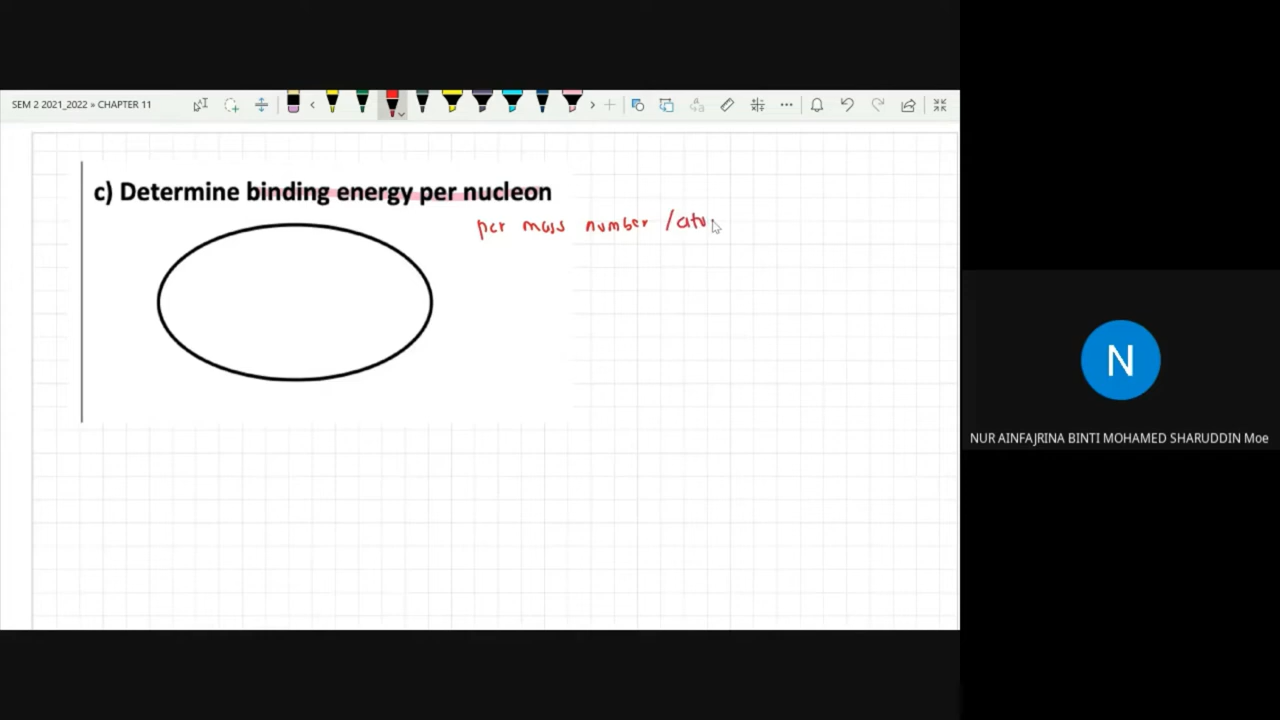 SEM 2 2021_2022 » CHAPTER 11
c) Determine binding energy per nucleon
per mass number /ato
N
NUR AINFAJRINA BINTI MOHAMED SHARUDDIN Moe